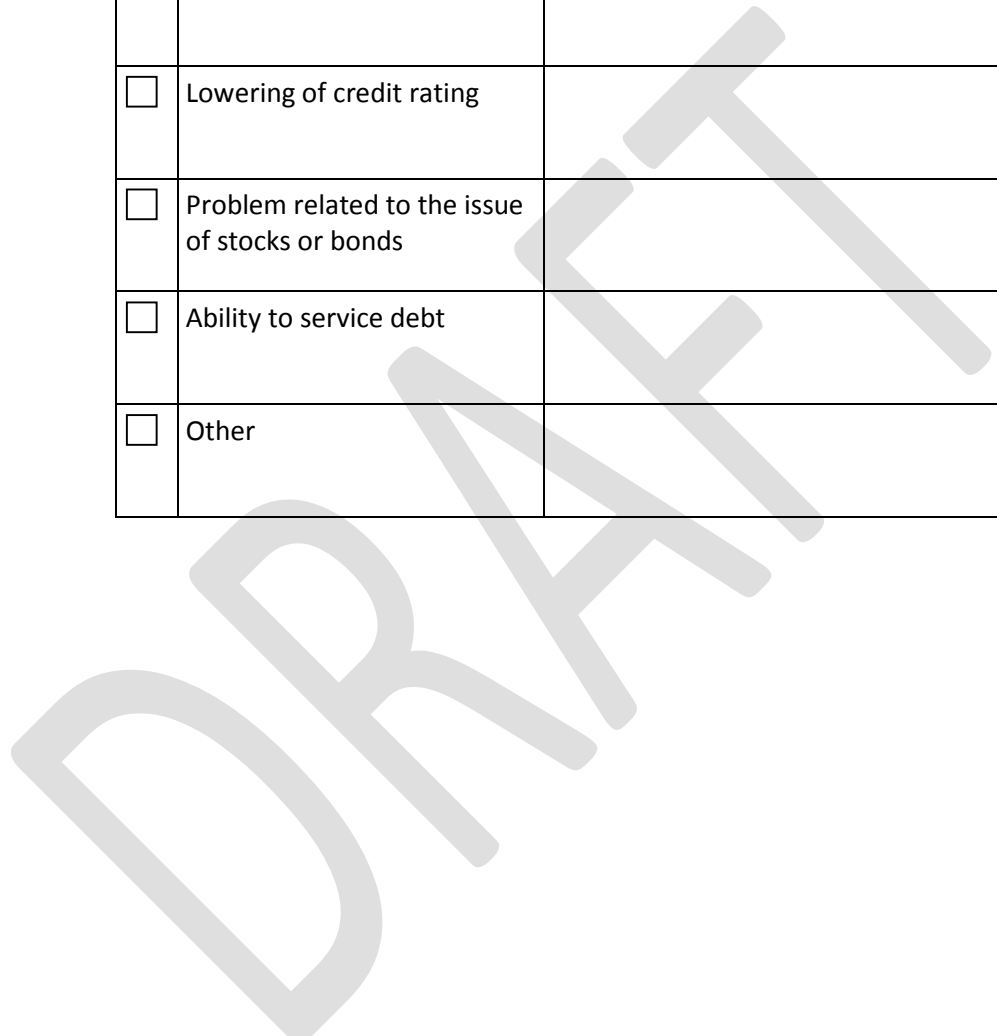 Lowering of credit rating
Problem related to the issue
of stocks or bonds
Ability to service debt
Other
DRAFT